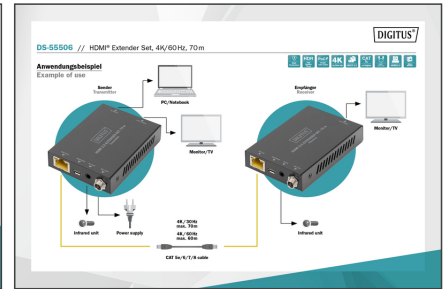 DIGITUS®
DS-55506 // HDMI® Extender Set, 4K/60Hz, 70m
Anwendungsbeispiel
Example of use
4K
Sender
Transmitter
PC/Notebook
Monitor/TV
Empfänger
Receiver
Monitor/TV
Infrared unit
Power supply
Infrared unit
4K/30Hz
max. 70m
4K/60Hz
max. 60m
CAT 5e/6/7/8 cable